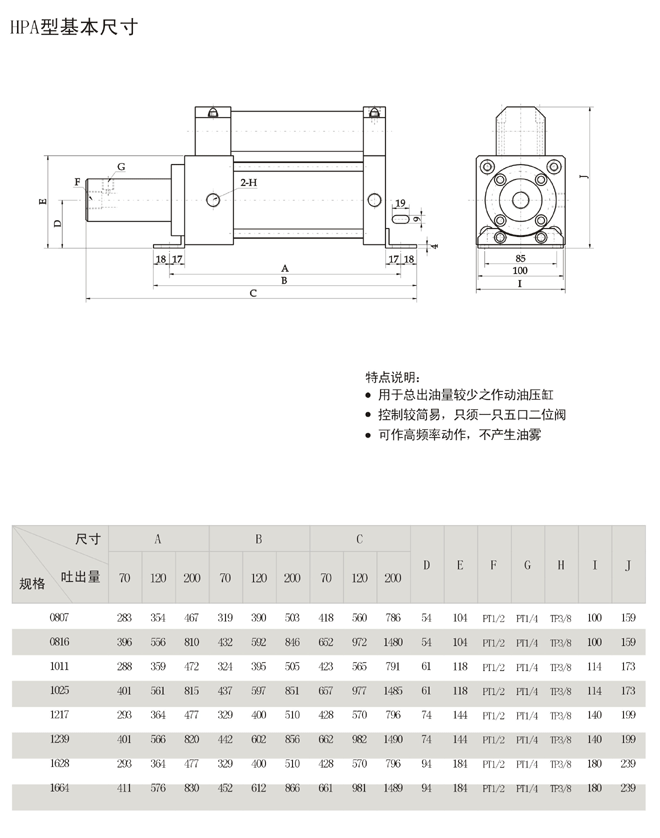 HPA型基本尺寸
G
F
2-H
E
D
19
9
4
J
18 17
A
17 18
B
C
85
100
I
特点说明:
● 用于总出油量较少之作动油压缸
● 控制较简易，只须一只五口二位阀
● 可作高频率动作，不产生油雾
尺寸 A B C D E F G H I J
规格 吐出量 70 120 200 70 120 200 70 120 200
0807 283 354 467 319 390 503 418 560 786 54 104 PT1/2 PT1/4 TP3/8 100 159
0816 396 556 810 432 592 846 652 972 1480 54 104 PT1/2 PT1/4 TP3/8 100 159
1011 288 359 472 324 395 505 423 565 791 61 118 PT1/2 PT1/4 TP3/8 114 173
1025 401 561 815 437 597 851 657 977 1485 61 118 PT1/2 PT1/4 TP3/8 114 173
1217 293 364 477 329 400 510 428 570 796 74 144 PT1/2 PT1/4 TP3/8 140 199
1239 401 566 820 442 602 856 662 982 1490 74 144 PT1/2 PT1/4 TP3/8 140 199
1628 293 364 477 329 400 510 428 570 796 94 184 PT1/2 PT1/4 TP3/8 180 239
1664 411 576 830 452 612 866 661 981 1489 94 184 PT1/2 PT1/4 TP3/8 180 239